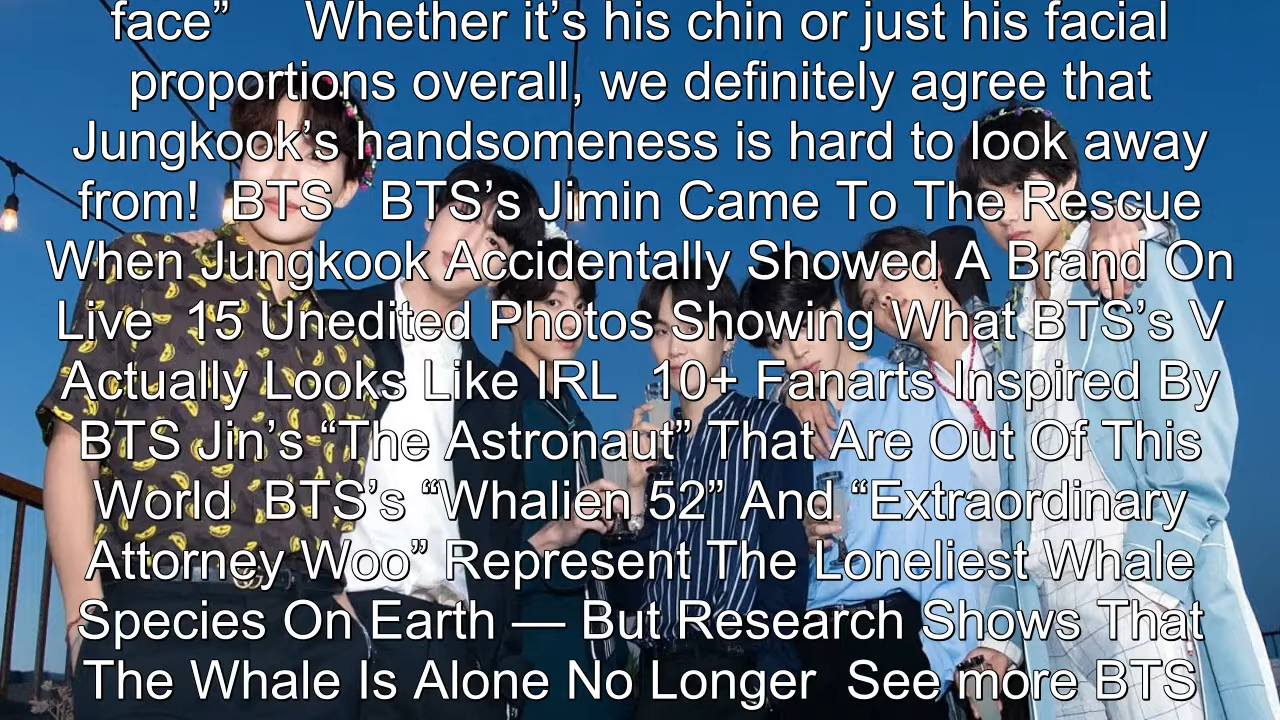 face” Whether it’s his chin or just his facial
proportions overall, we definitely agree that
Jungkook’s handsomeness is hard to look away
from! BTS BTS’s Jimin Came To The Rescue
When Jungkook Accidentally Showed A Brand On
Live 15 Unedited Photos Showing What BTS’s V
Actually Looks Like IRL 10+ Fanarts Inspired By
BTS Jin’s “The Astronaut” That Are Out Of This
World BTS’s “Whalien 52” And “Extraordinary
Attorney Woo” Represent The Loneliest Whale
Species On Earth — But Research Shows That
The Whale Is Alone No Longer See more BTS